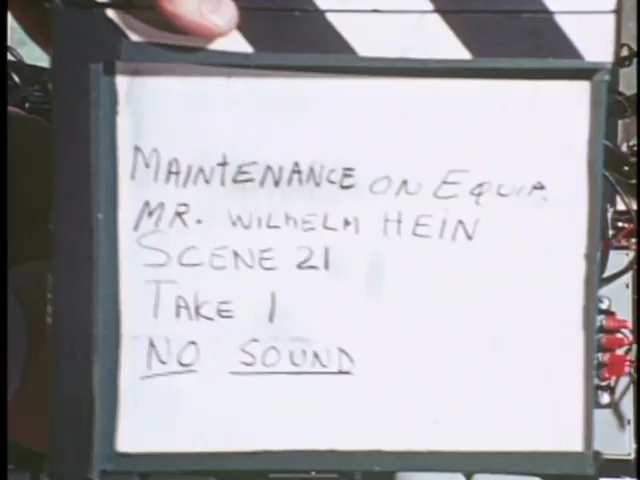 MAINTENANCE ON EQUIP.
MR. WILHELM HEIN
SCENE 21
TAKE 1
NO SOUND